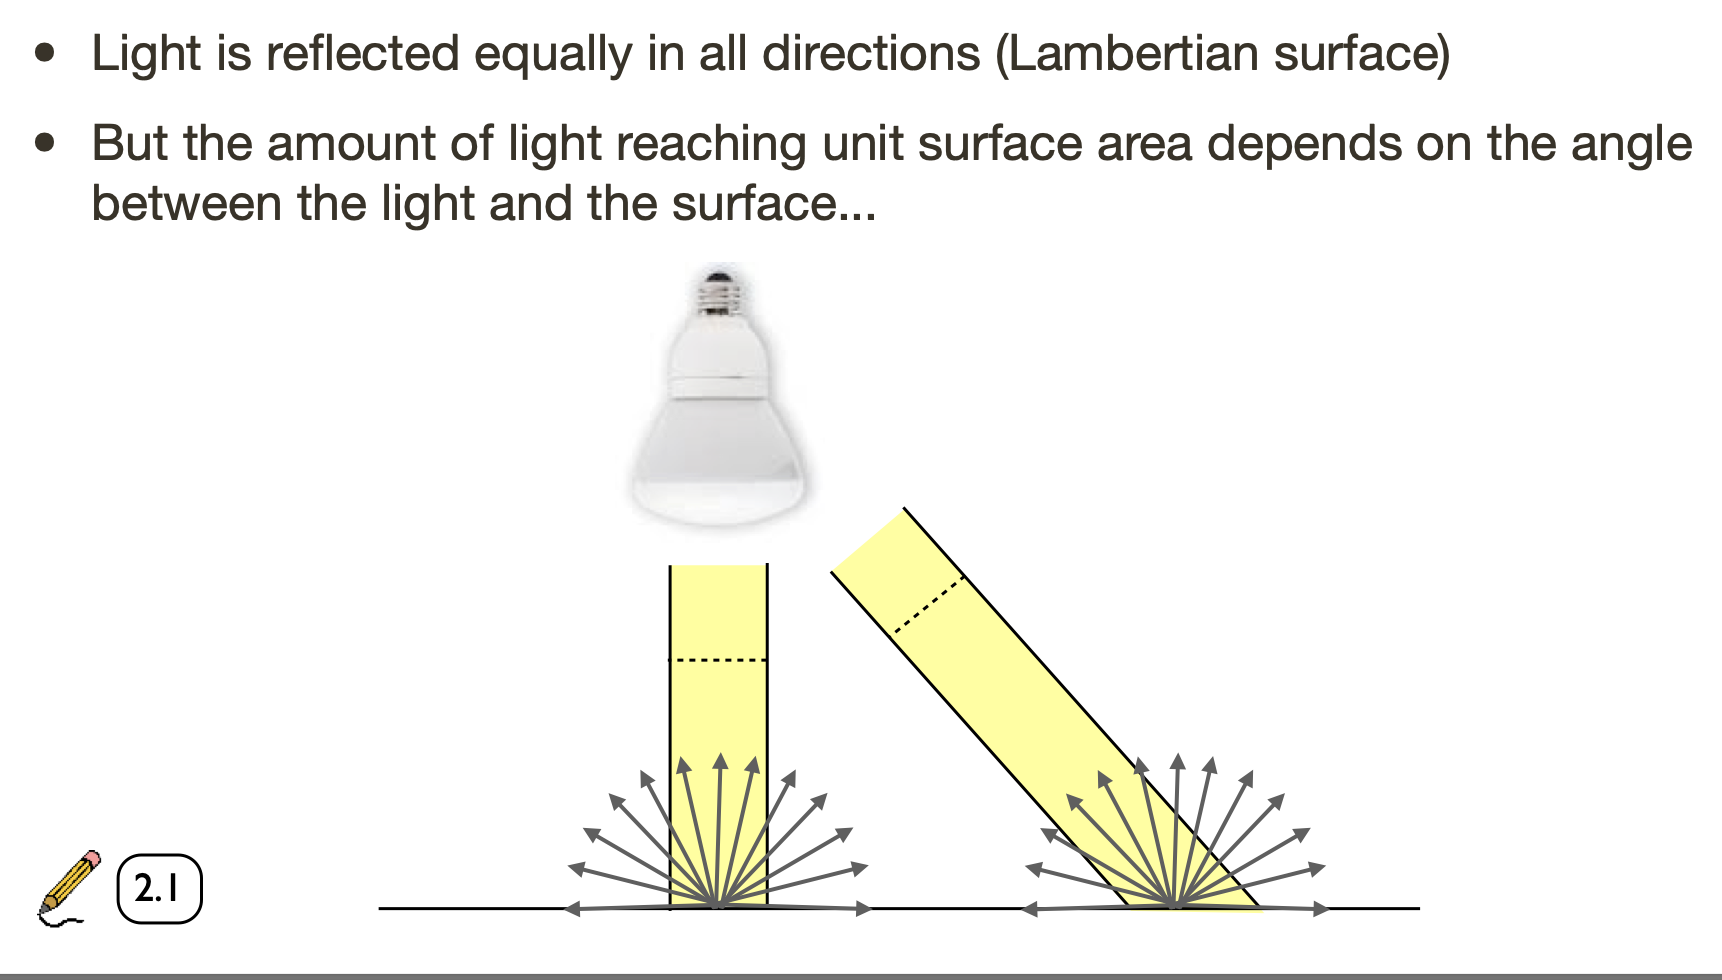 • Light is reflected equally in all directions (Lambertian surface)
• But the amount of light reaching unit surface area depends on the angle
between the light and the surface...
2.1